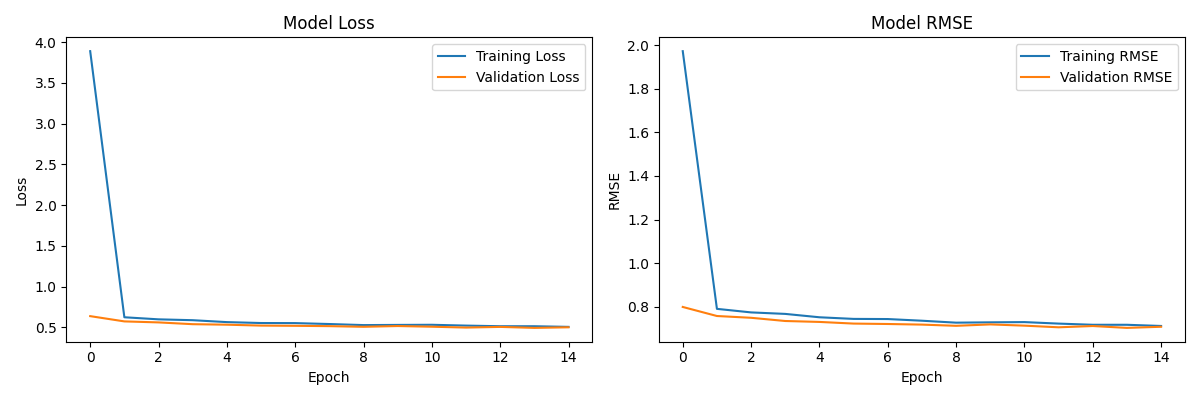 Model Loss
4.0
3.5
3.0
2.5
2.0
1.5
1.0
0.5
Loss
Training Loss
Validation Loss
0 2 4 6 8 10 12 14
Epoch
Model RMSE
2.0
1.8
1.6
1.4
1.2
1.0
0.8
RMSE
Training RMSE
Validation RMSE
0 2 4 6 8 10 12 14
Epoch